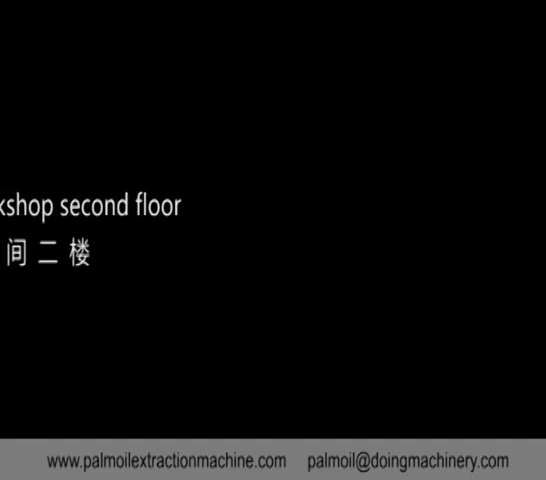 kshop second floor
间二楼
www.palmoilextractionmachine.com palmoil@doingmachinery.com